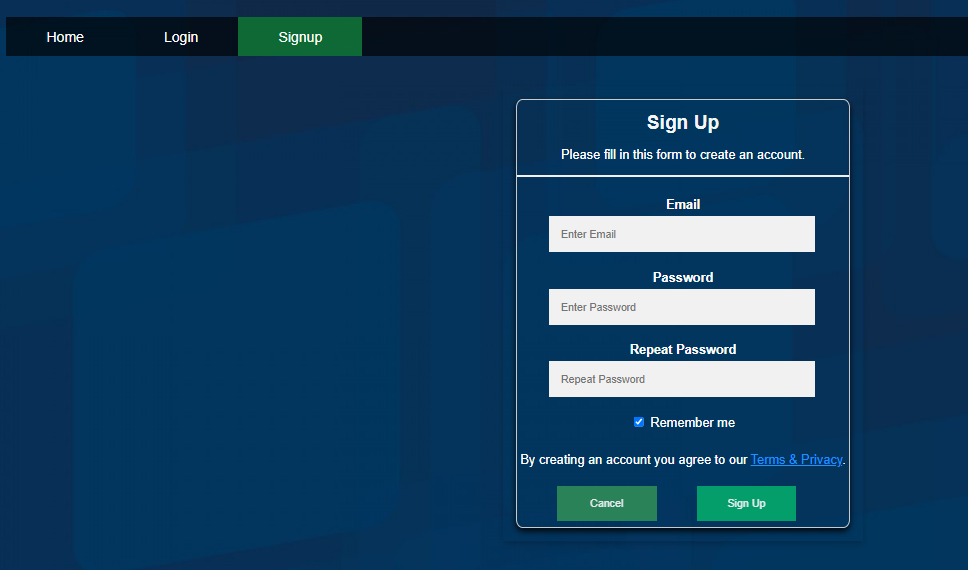 Home Login Signup
Sign Up
Please fill in this form to create an account.
Email
Enter Email
Password
Enter Password
Repeat Password
Repeat Password
Remember me
By creating an account you agree to our Terms & Privacy.
Cancel Sign Up